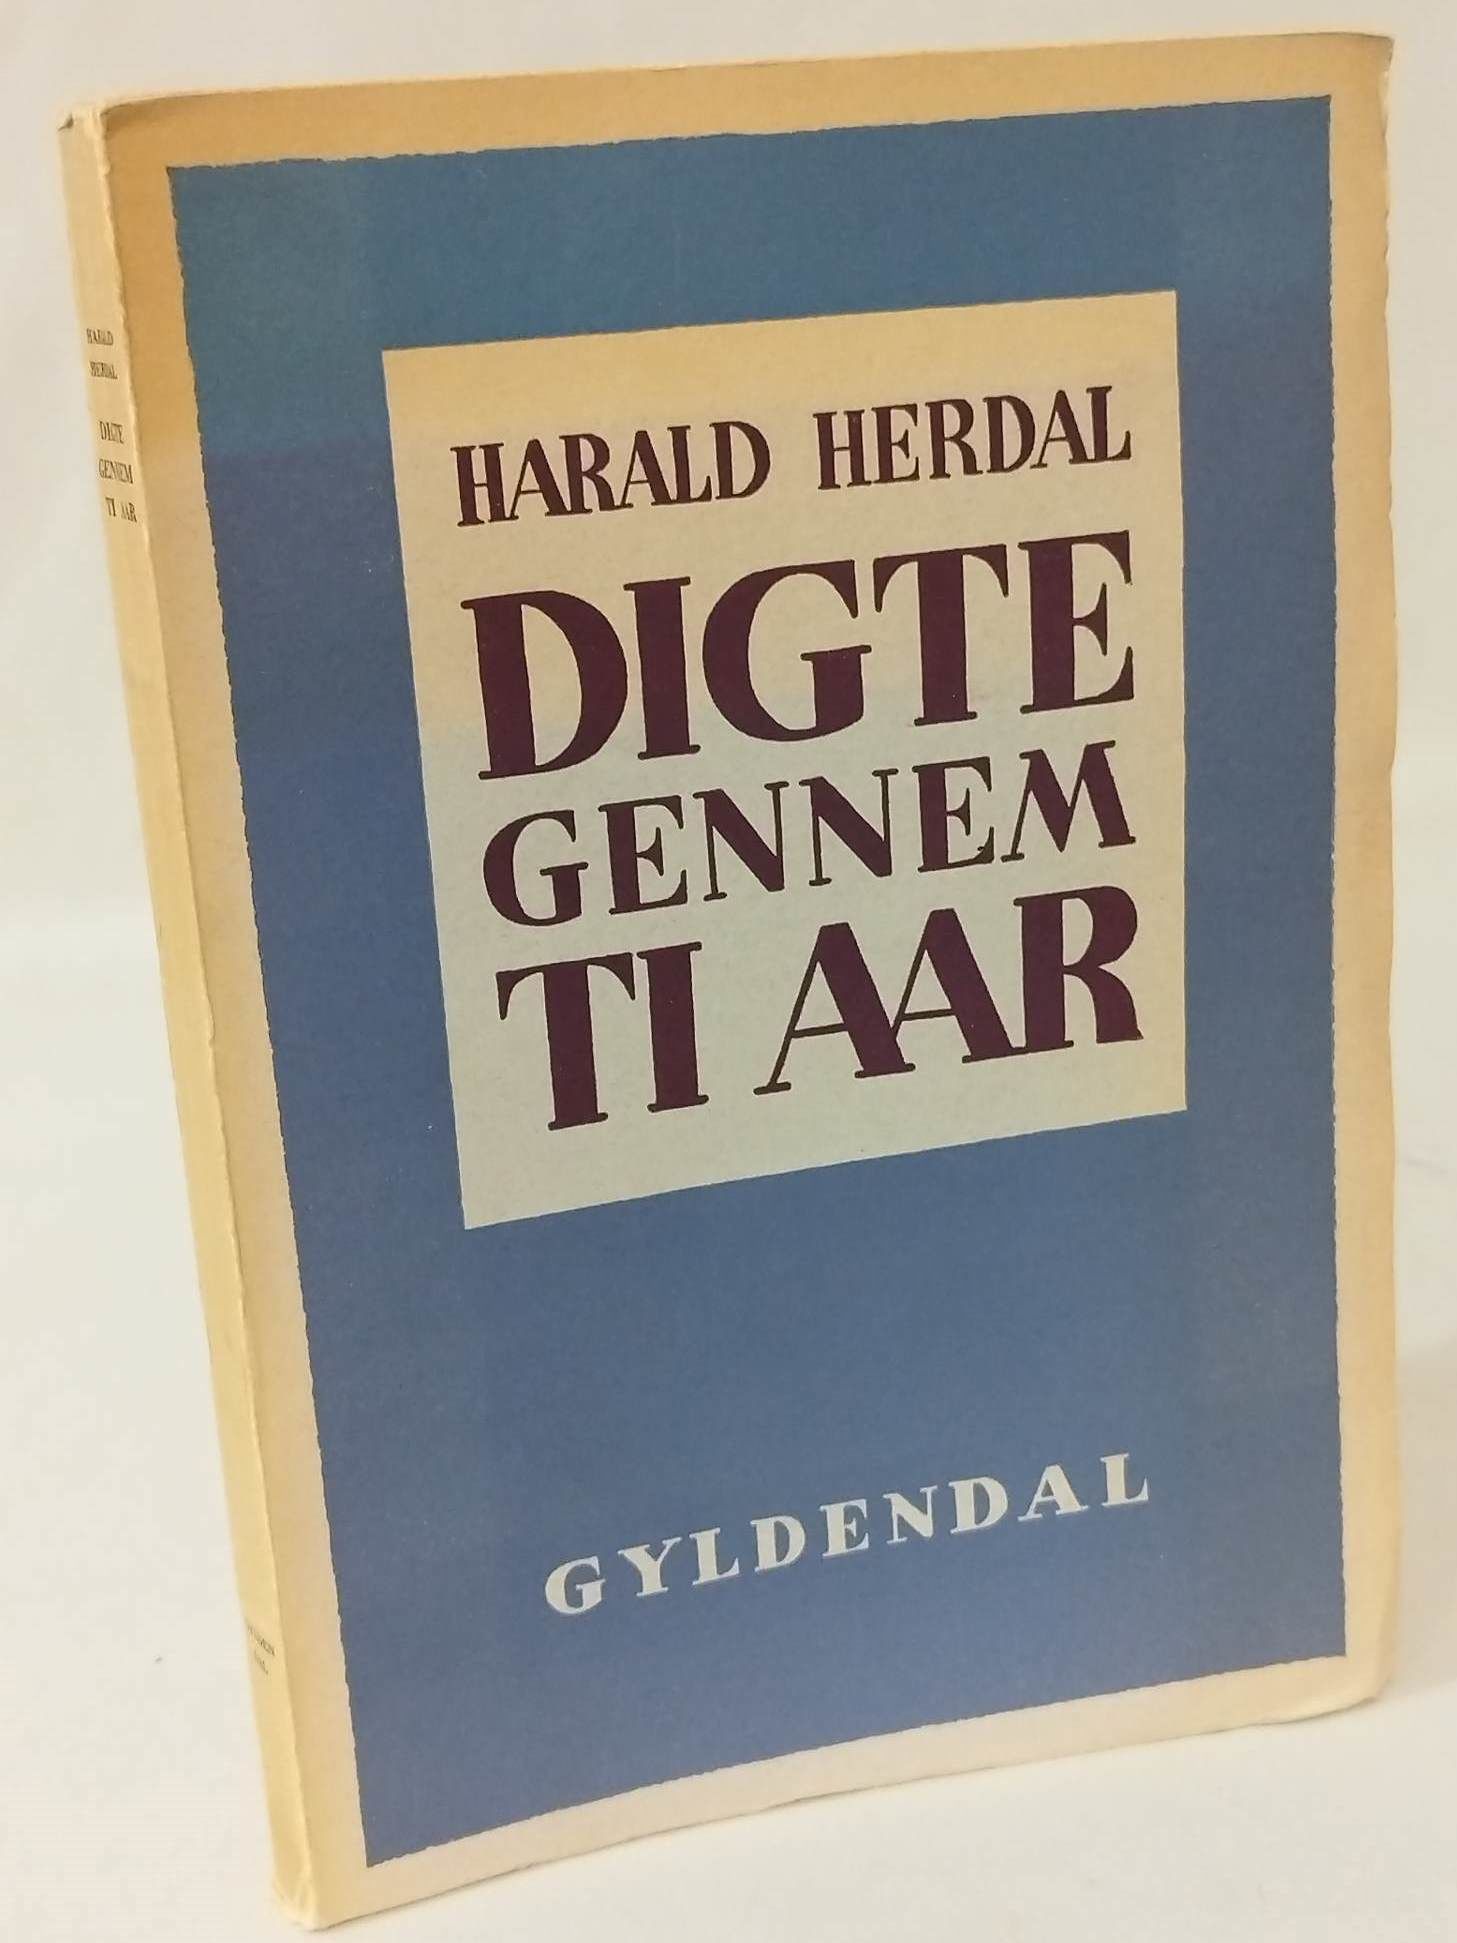 HARALD
HERDAL
DIGTE
GENNEM
TI AAR
HARALD HERDAL
DIGTE
GENNEM
TI AAR
GYLDENDAL